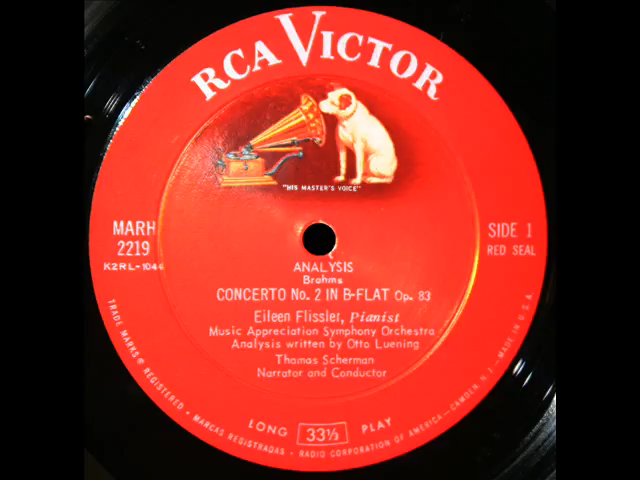 RCA VICTOR
"HIS MASTER'S VOICE"
MARH
2219
K2RL-1046
SIDE 1
RED SEAL
ANALYSIS
Brahms
CONCERTO No. 2 IN B-FLAT Op. 83
Eileen Flissler, Pianist
Music Appreciation Symphony Orchestra
Analysis written by Otto Luening
Thomas Scherman
Narrator and Conductor
LONG 33⅓ PLAY
TRADE MARKS ® REGISTERED • MARCAS REGISTRADAS • RADIO CORPORATION OF AMERICA—CAMDEN, N.J.—MADE IN U.S.A.